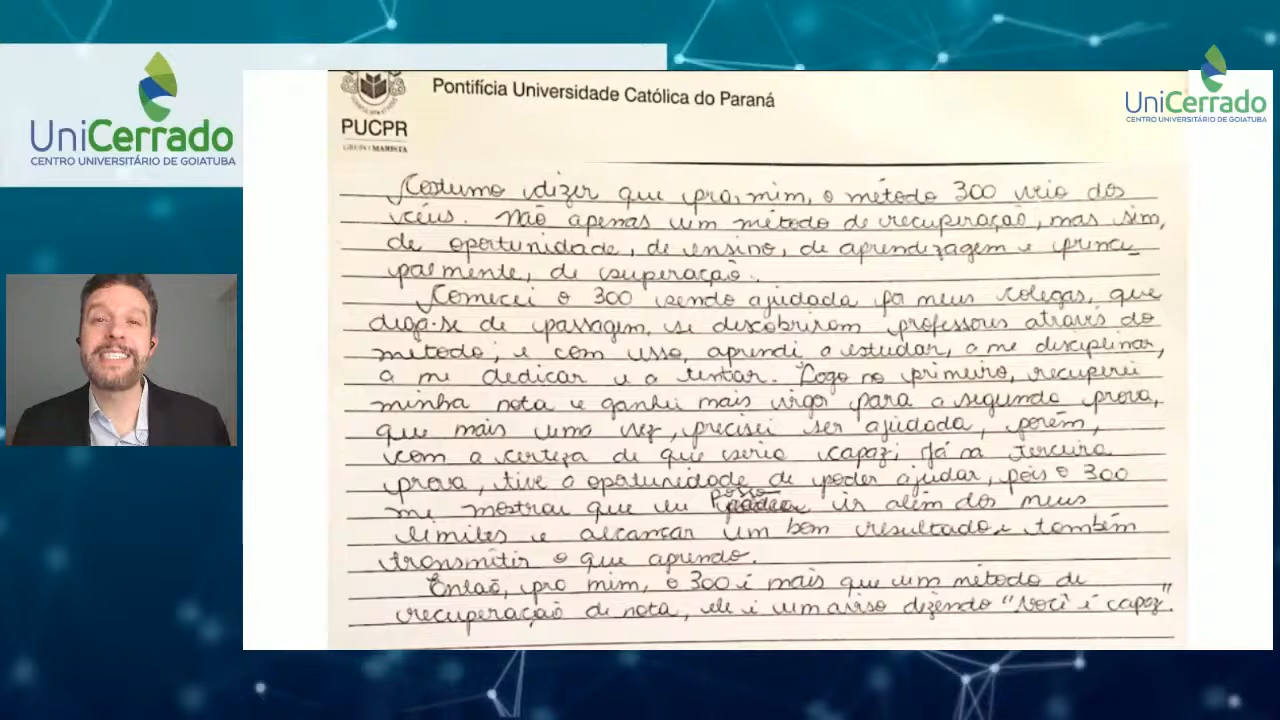 UniCerrado
CENTRO UNIVERSITÁRIO DE GOIATUBA
PUCPR
GRUPO MARISTA
Pontifícia Universidade Católica do Paraná
UniCerrado
CENTRO UNIVERSITÁRIO DE GOIATUBA
Costumo dizer que pra, mim, o método 300 veio dos
céus. Não apenas um método de recuperação, mas sim,
de oportunidade, de ensino, de aprendizagem e princi_
palmente, de superação.
Comecei o 300 sendo ajudada por meus colegas, que
diga-se de passagem, se descobriram professores através do
método, e com isso, aprendi a estudar, a me disciplinar,
a me dedicar e a tentar. Logo no primeiro, recuperei
minha nota e ganhei mais vigor para a segunda prova,
que mais uma vez, precisei ser ajudada, porém,
com a certeza de que seria capaz, já na terceira
prova, tive a oportunidade de poder ajudar, pois o 300
me mostrou que eu posso ir além dos meus
limites e alcançar um bom resultado e também
transmitir o que aprendo.
Então, pra mim, o 300 é mais que um método de
recuperação de nota, ele é um aviso dizendo "Você é capaz".